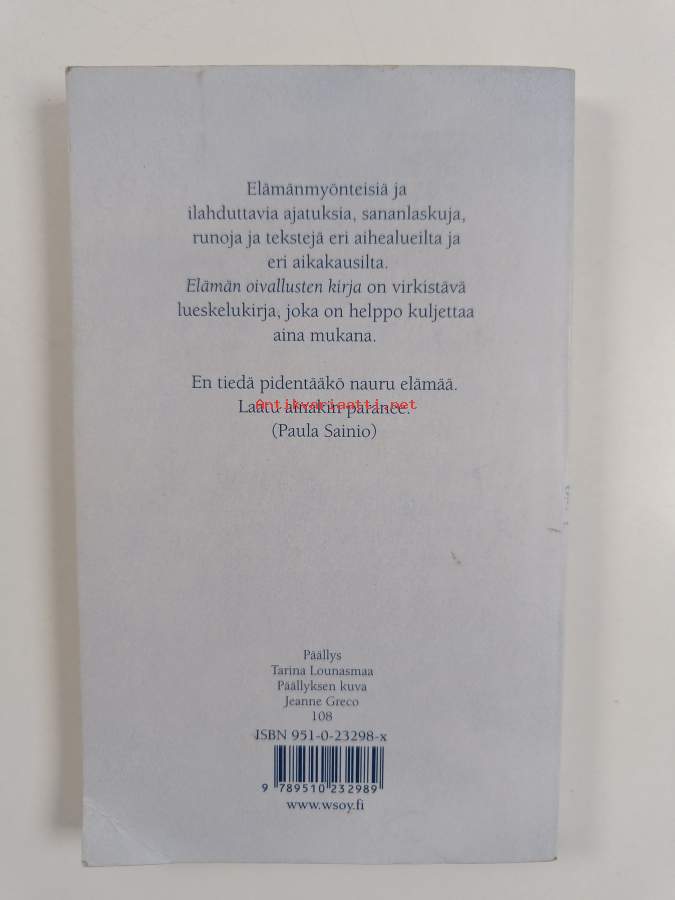 Elämänmyönteisiä ja
ilahduttavia ajatuksia, sananlaskuja,
runoja ja tekstejä eri aihealueilta ja
eri aikakausilta.
Elämän oivallusten kirja on virkistävä
lueskelukirja, joka on helppo kuljettaa
aina mukana.
En tiedä pidentääkö nauru elämää.
Laatu ainakin paranee.
Antikvariaatti.net
(Paula Sainio)
Päällys
Tarina Lounasmaa
Päällyksen kuva
Jeanne Greco
108
ISBN 951-0-23298-x
9 789510 232989
www.wsoy.fi